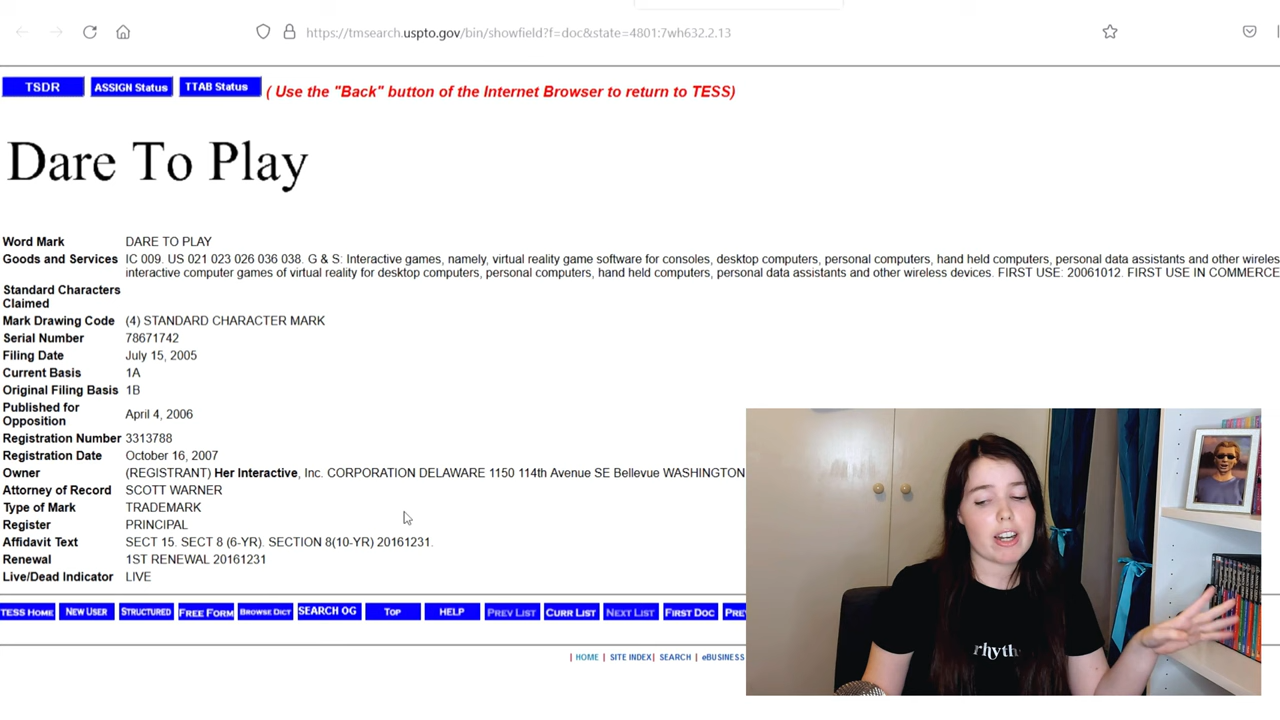 https://tmsearch.uspto.gov/bin/showfield?f=doc&state=4801:7wh632.2.13
TSDR ASSIGN Status TTAB Status ( Use the "Back" button of the Internet Browser to return to TESS)
Dare To Play
Word Mark DARE TO PLAY
Goods and Services IC 009. US 021 023 026 036 038. G & S: Interactive games, namely, virtual reality game software for consoles, desktop computers, personal computers, hand held computers, personal data assistants and other wireles
interactive computer games of virtual reality for desktop computers, personal computers, hand held computers, personal data assistants and other wireless devices. FIRST USE: 20061012. FIRST USE IN COMMERCE
Standard Characters
Claimed
Mark Drawing Code (4) STANDARD CHARACTER MARK
Serial Number 78671742
Filing Date July 15, 2005
Current Basis 1A
Original Filing Basis 1B
Published for
Opposition April 4, 2006
Registration Number 3313788
Registration Date October 16, 2007
Owner (REGISTRANT) Her Interactive, Inc. CORPORATION DELAWARE 1150 114th Avenue SE Bellevue WASHINGTON
Attorney of Record SCOTT WARNER
Type of Mark TRADEMARK
Register PRINCIPAL
Affidavit Text SECT 15. SECT 8 (6-YR). SECTION 8(10-YR) 20161231.
Renewal 1ST RENEWAL 20161231
Live/Dead Indicator LIVE
TESS HOME NEW USER STRUCTURED FREE FORM BROWSE DICT SEARCH OG TOP HELP PREV LIST CURR LIST NEXT LIST FIRST DOC PRE
| HOME | SITE INDEX | SEARCH | eBUSINESS
rhyth